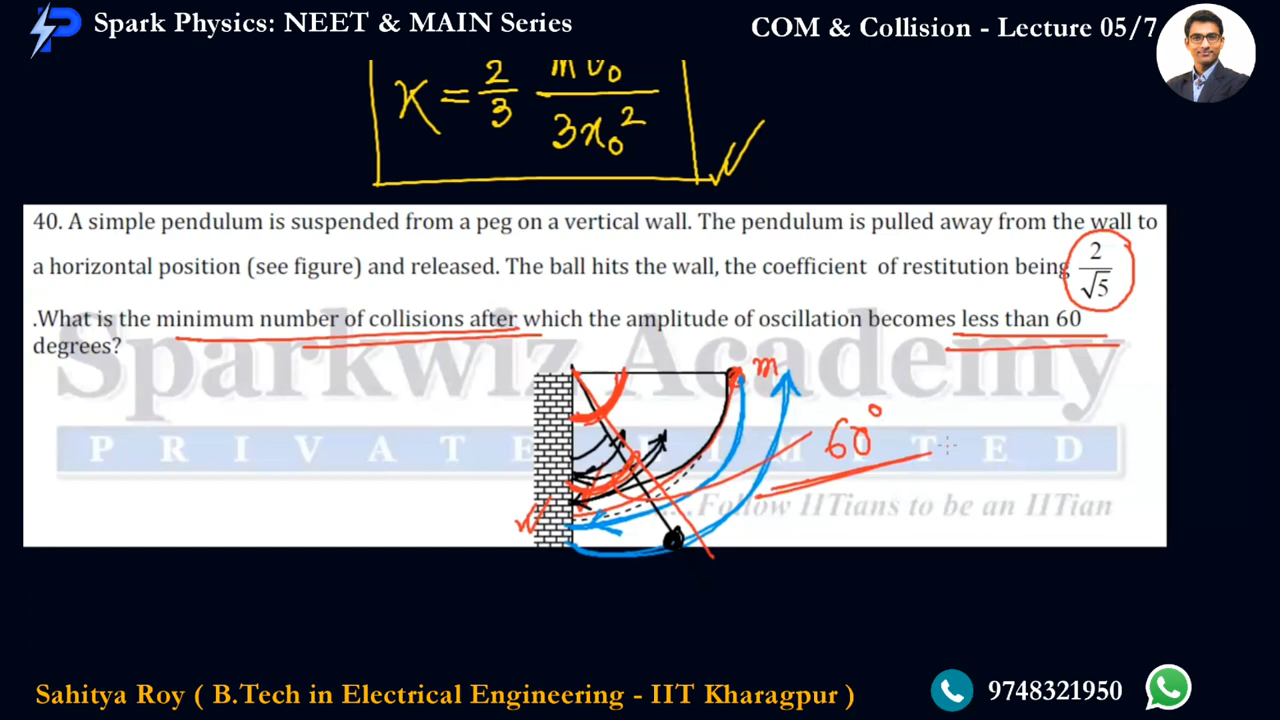 Spark Physics: NEET & MAIN Series
COM & Collision - Lecture 05/7
K = 2/3 mv₀/3x₀²
40. A simple pendulum is suspended from a peg on a vertical wall. The pendulum is pulled away from the wall to
a horizontal position (see figure) and released. The ball hits the wall, the coefficient of restitution being 2/√5
.What is the minimum number of collisions after which the amplitude of oscillation becomes less than 60
degrees?
Sparkwiz Academy
PRIVATE LIMITED
....Follow IITians to be an IITian
m
60°
Sahitya Roy ( B.Tech in Electrical Engineering - IIT Kharagpur )
9748321950